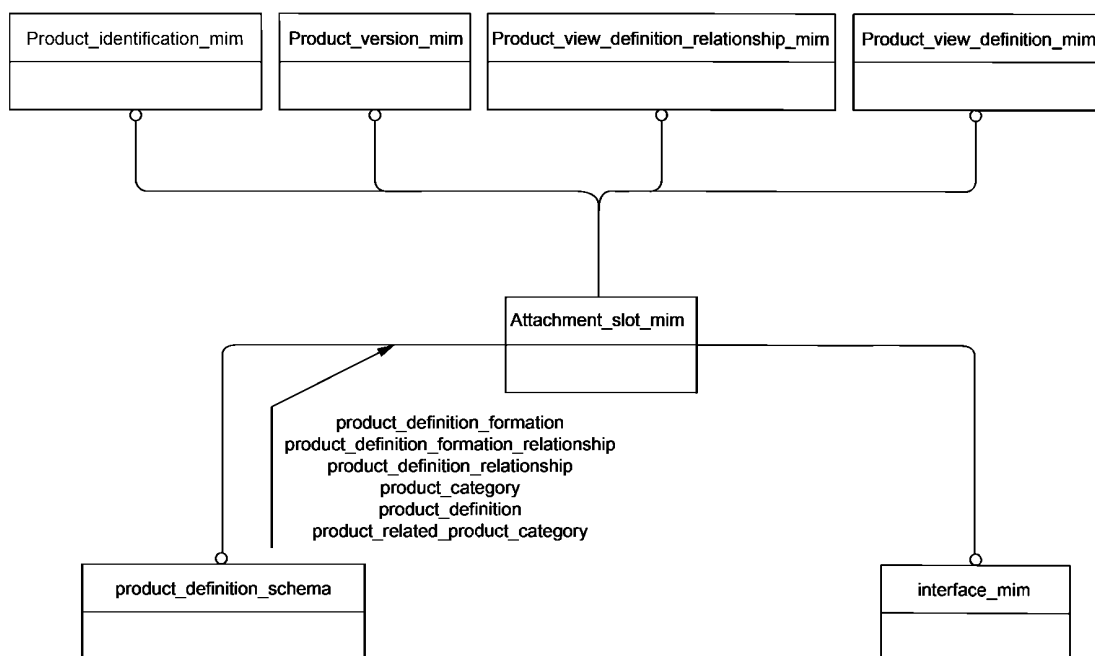 Product_identification_mim
Product_version_mim
Product_view_definition_relationship_mim
Product_view_definition_mim
Attachment_slot_mim
product_definition_formation
product_definition_formation_relationship
product_definition_relationship
product_category
product_definition
product_related_product_category
product_definition_schema
interface_mim